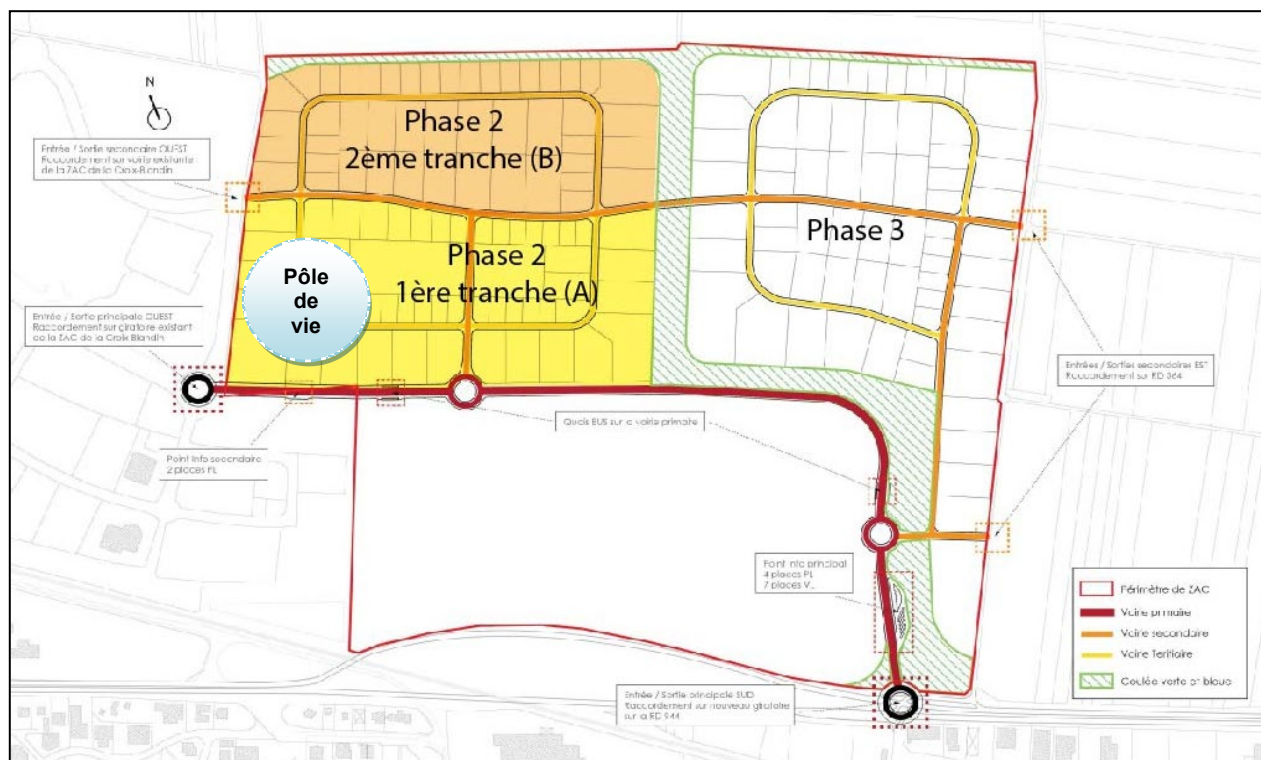 N
Phase 2
2ème tranche (B)
Entrée / Sortie secondaire OUEST
Raccordement sur voirie existante
de la ZAC de la Croix-Blandin
Phase 3
Phase 2
1ère tranche (A)
Pôle
de
vie
Entrée / Sortie principale OUEST
Raccordement sur giratoire existant
de la ZAC de la Croix Blandin
Entrées / Sorties secondaires EST
Raccordement sur RD 364
Quais BUS sur la voirie primaire
Point Info secondaire
2 places PL
Point Info principal
4 places PL
7 places VL
Entrée / Sortie principale SUD
Raccordement sur nouveau giratoire
sur la RD 944
Périmètre de ZAC
Voirie primaire
Voirie secondaire
Voirie Tertiaire
Coulée verte et bleue